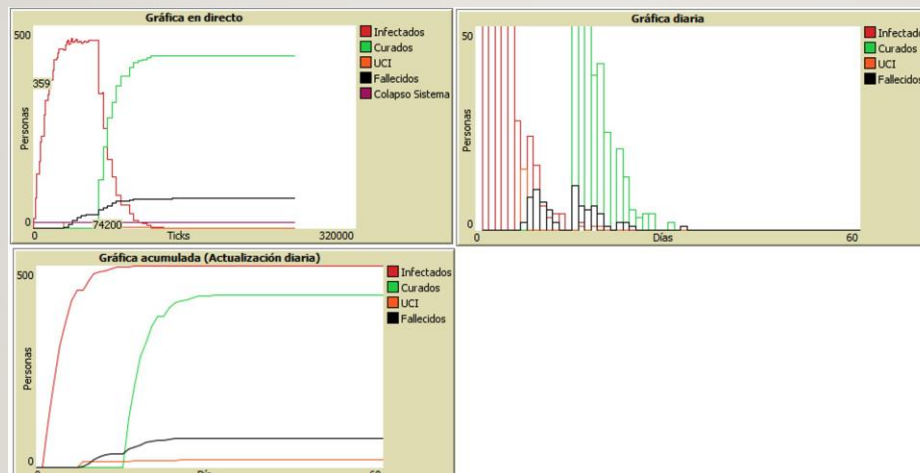 Gráfica en directo
500
359
Personas
0
74200
0
Ticks
320000
Infectados
Curados
UCI
Fallecidos
Colapso Sistema
Gráfica diaria
50
Personas
0
0
Días
60
Infectado
Curados
UCI
Fallecidos
Gráfica acumulada (Actualización diaria)
500
Personas
0
Infectados
Curados
UCI
Fallecidos